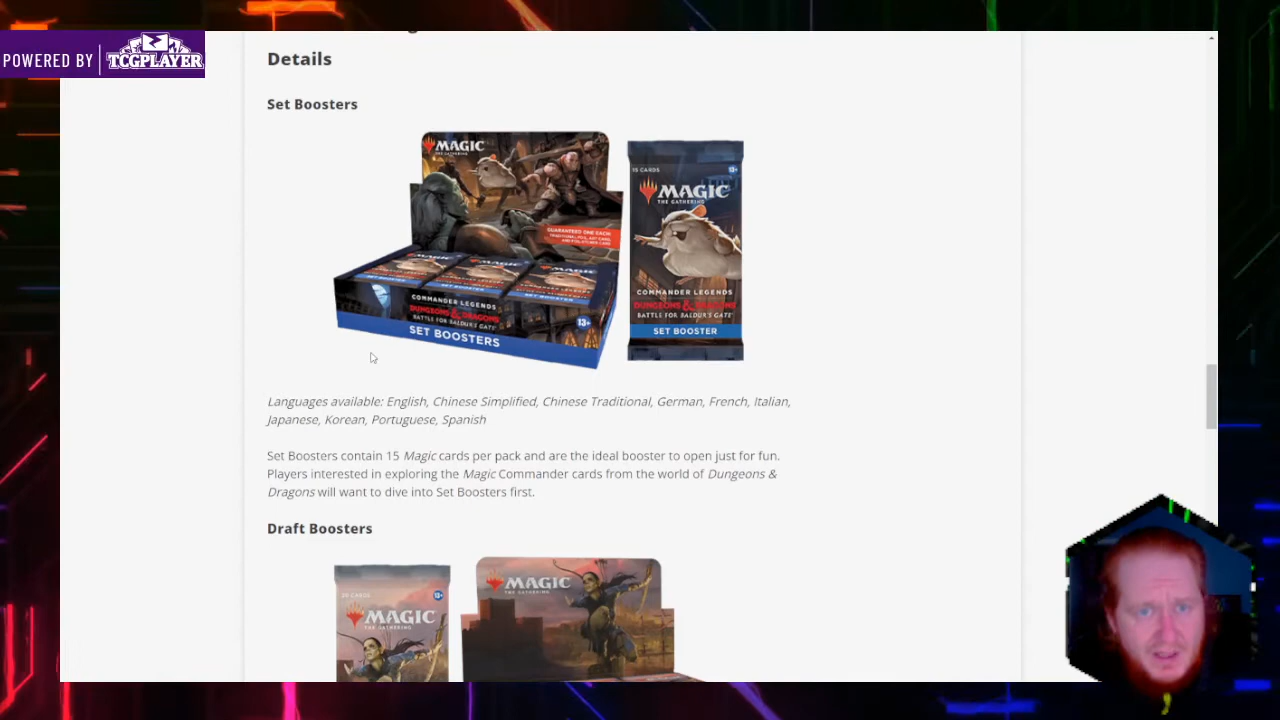 POWERED BY | TCGPLAYER
Details
Set Boosters
MAGIC
THE GATHERING
GUARANTEED ONE EACH:
COMMANDER LEGENDS
DUNGEONS & DRAGONS
BATTLE FOR BALDUR'S GATE
SET BOOSTERS
13+
15 CARDS
13+
MAGIC
THE GATHERING
COMMANDER LEGENDS
DUNGEONS & DRAGONS
BATTLE FOR BALDUR'S GATE
SET BOOSTER
Languages available: English, Chinese Simplified, Chinese Traditional, German, French, Italian,
Japanese, Korean, Portuguese, Spanish
Set Boosters contain 15 Magic cards per pack and are the ideal booster to open just for fun.
Players interested in exploring the Magic Commander cards from the world of Dungeons &
Dragons will want to dive into Set Boosters first.
Draft Boosters
20 CARDS
13+
MAGIC
THE GATHERING
MAGIC
THE GATHERING